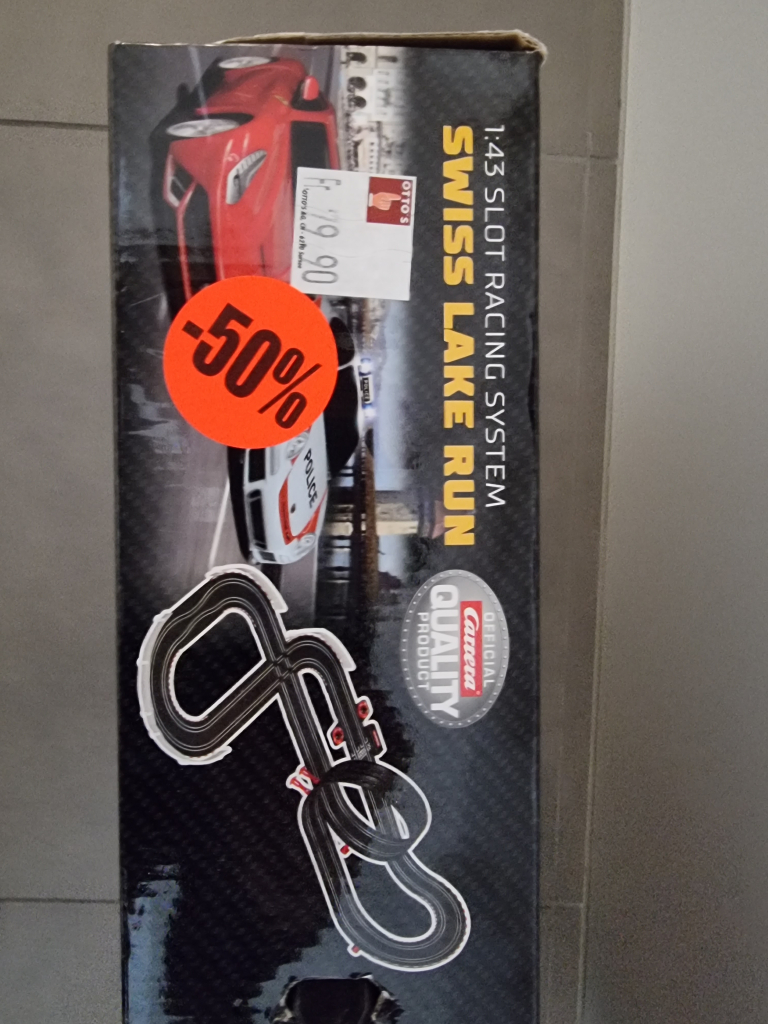 1:43 SLOT RACING SYSTEM
SWISS LAKE RUN
OTTO'S
Fr. 79.90
-50%
POLICE
OFFICIAL
Carrera®
QUALITY
PRODUCT